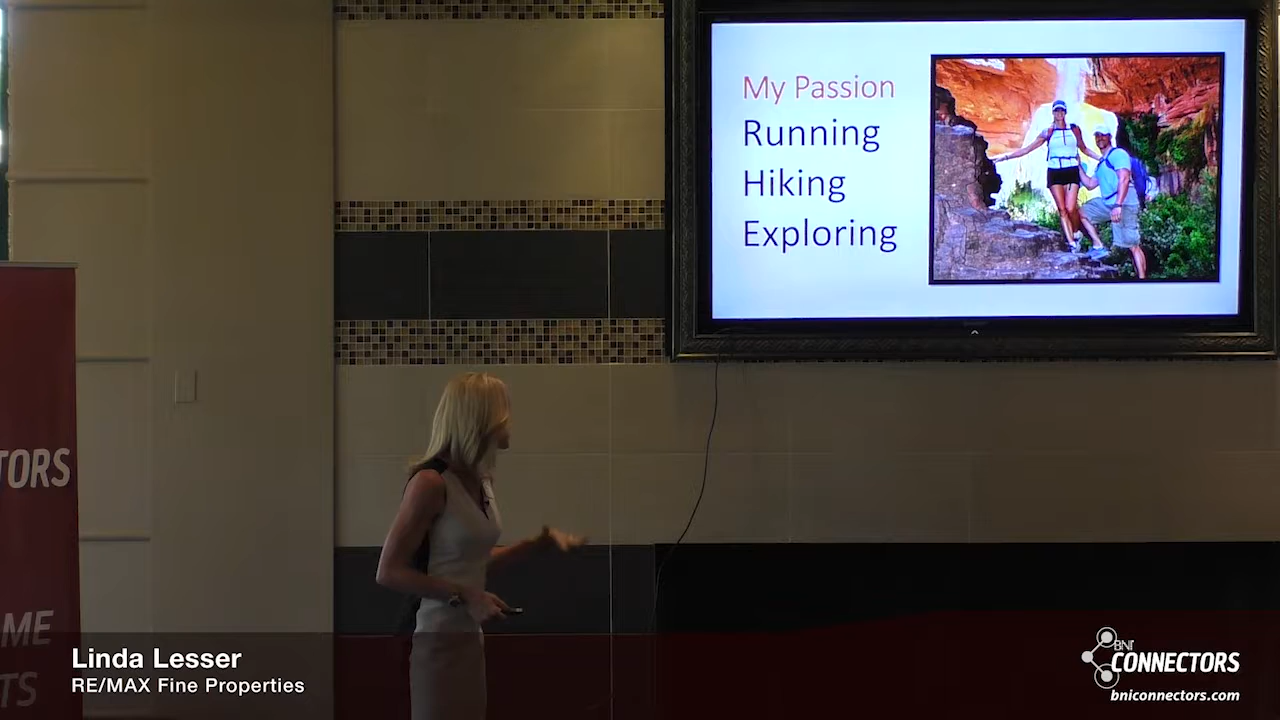 My Passion
Running
Hiking
Exploring
TORS
ME
TS
Linda Lesser
RE/MAX Fine Properties
BNI
CONNECTORS
bniconnectors.com